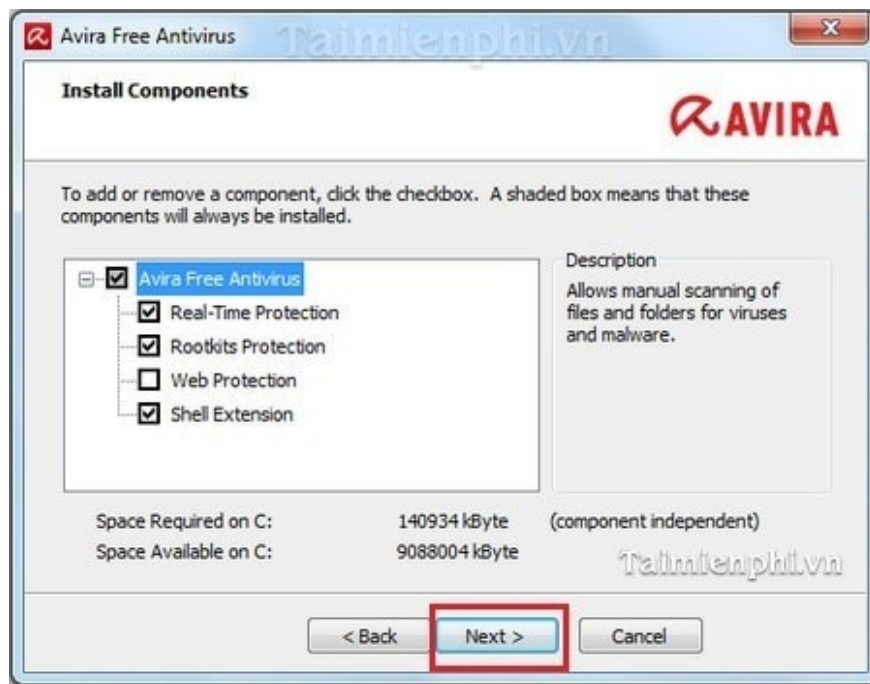 Avira Free Antivirus
Taimienphi.vn
Install Components
AVIRA
To add or remove a component, click the checkbox. A shaded box means that these
components will always be installed.
Avira Free Antivirus
Real-Time Protection
Rootkits Protection
Web Protection
Shell Extension
Description
Allows manual scanning of
files and folders for viruses
and malware.
Space Required on C: 140934 kByte (component independent)
Space Available on C: 9088004 kByte
Taimienphi.vn
< Back Next > Cancel